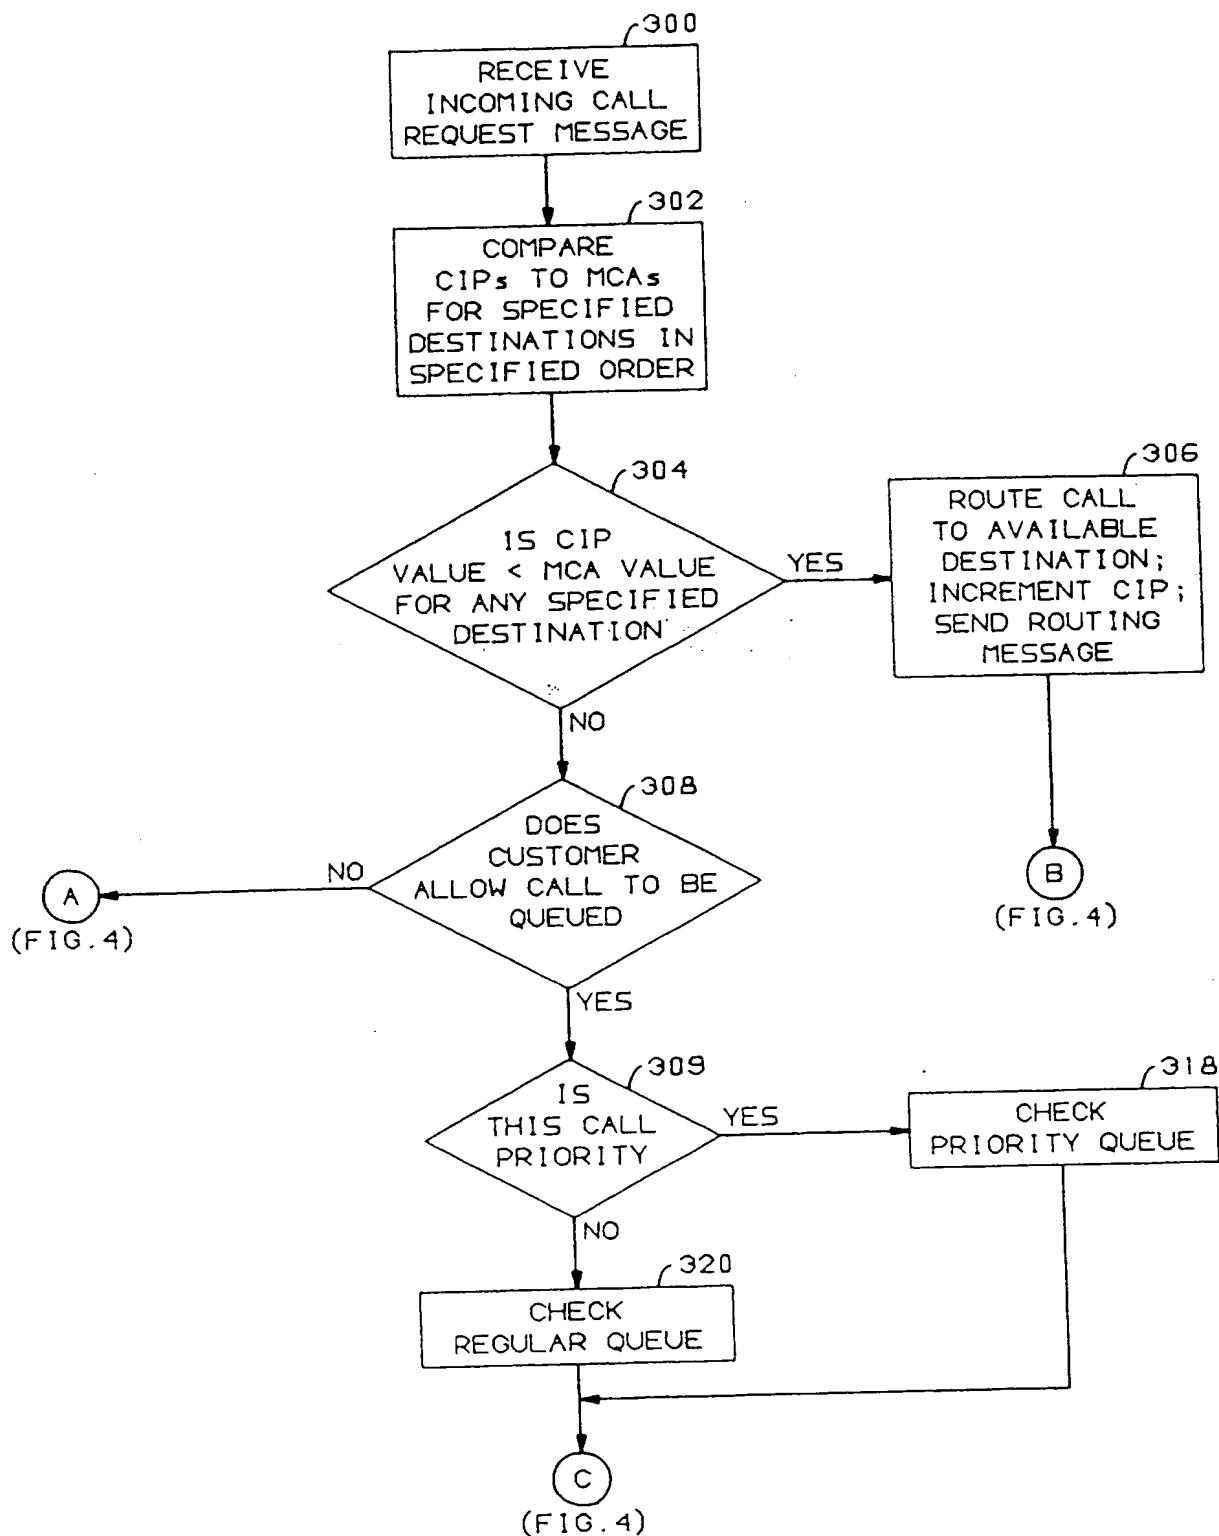 300
RECEIVE
INCOMING CALL
REQUEST MESSAGE
302
COMPARE
CIPs TO MCAs
FOR SPECIFIED
DESTINATIONS IN
SPECIFIED ORDER
304
IS CIP
VALUE < MCA VALUE
FOR ANY SPECIFIED
DESTINATION
YES
306
ROUTE CALL
TO AVAILABLE
DESTINATION;
INCREMENT CIP;
SEND ROUTING
MESSAGE
NO
B
(FIG.4)
308
DOES
CUSTOMER
ALLOW CALL TO BE
QUEUED
NO
A
(FIG.4)
YES
309
IS
THIS CALL
PRIORITY
YES
318
CHECK
PRIORITY QUEUE
NO
320
CHECK
REGULAR QUEUE
C
(FIG.4)